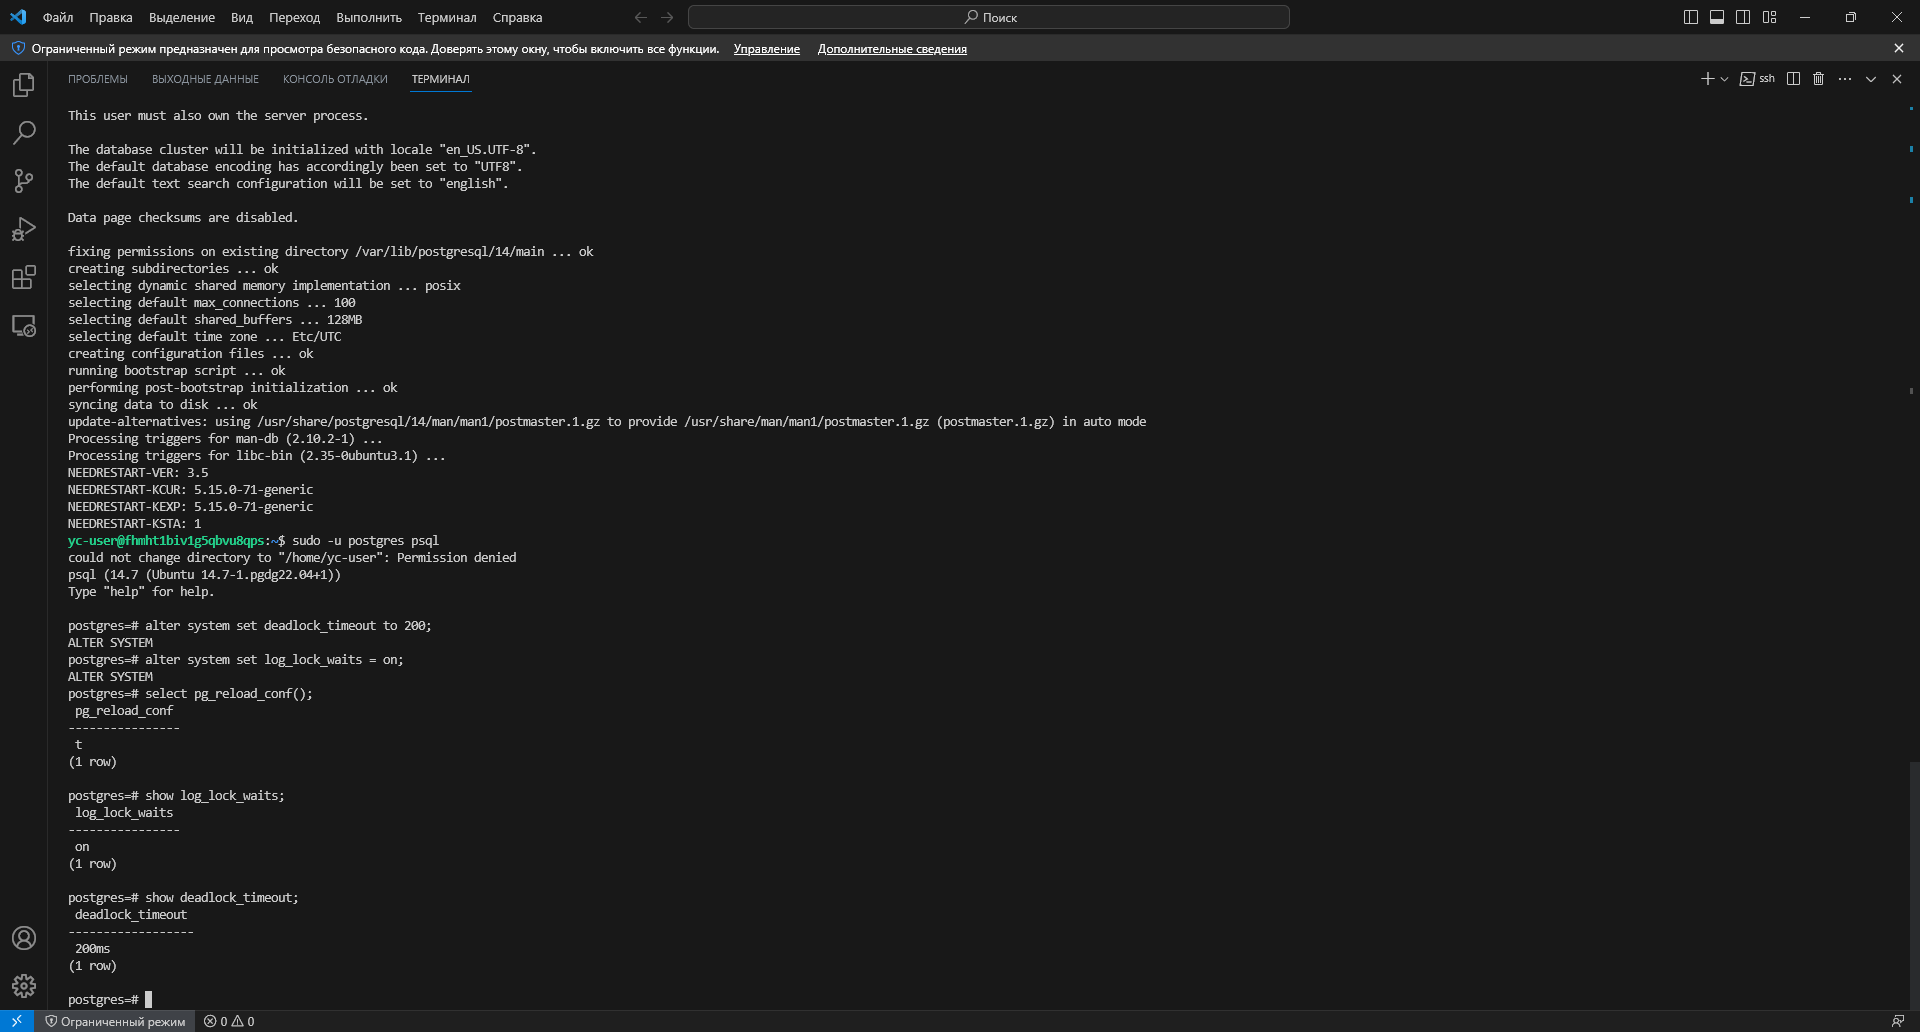 Файл Правка Выделение Вид Переход Выполнить Терминал Справка Поиск
Ограниченный режим предназначен для просмотра безопасного кода. Доверять этому окну, чтобы включить все функции. Управление Дополнительные сведения
ПРОБЛЕМЫ ВЫХОДНЫЕ ДАННЫЕ КОНСОЛЬ ОТЛАДКИ ТЕРМИНАЛ ssh
This user must also own the server process.
The database cluster will be initialized with locale "en_US.UTF-8".
The default database encoding has accordingly been set to "UTF8".
The default text search configuration will be set to "english".
Data page checksums are disabled.
fixing permissions on existing directory /var/lib/postgresql/14/main ... ok
creating subdirectories ... ok
selecting dynamic shared memory implementation ... posix
selecting default max_connections ... 100
selecting default shared_buffers ... 128MB
selecting default time zone ... Etc/UTC
creating configuration files ... ok
running bootstrap script ... ok
performing post-bootstrap initialization ... ok
syncing data to disk ... ok
update-alternatives: using /usr/share/postgresql/14/man/man1/postmaster.1.gz to provide /usr/share/man/man1/postmaster.1.gz (postmaster.1.gz) in auto mode
Processing triggers for man-db (2.10.2-1) ...
Processing triggers for libc-bin (2.35-0ubuntu3.1) ...
NEEDRESTART-VER: 3.5
NEEDRESTART-KCUR: 5.15.0-71-generic
NEEDRESTART-KEXP: 5.15.0-71-generic
NEEDRESTART-KSTA: 1
yc-user@fhmht1biv1g5qbvu8qps:~$ sudo -u postgres psql
could not change directory to "/home/yc-user": Permission denied
psql (14.7 (Ubuntu 14.7-1.pgdg22.04+1))
Type "help" for help.
postgres=# alter system set deadlock_timeout to 200;
ALTER SYSTEM
postgres=# alter system set log_lock_waits = on;
ALTER SYSTEM
postgres=# select pg_reload_conf();
pg_reload_conf
----------------
t
(1 row)
postgres=# show log_lock_waits;
log_lock_waits
----------------
on
(1 row)
postgres=# show deadlock_timeout;
deadlock_timeout
------------------
200ms
(1 row)
postgres=#
Ограниченный режим 0 0